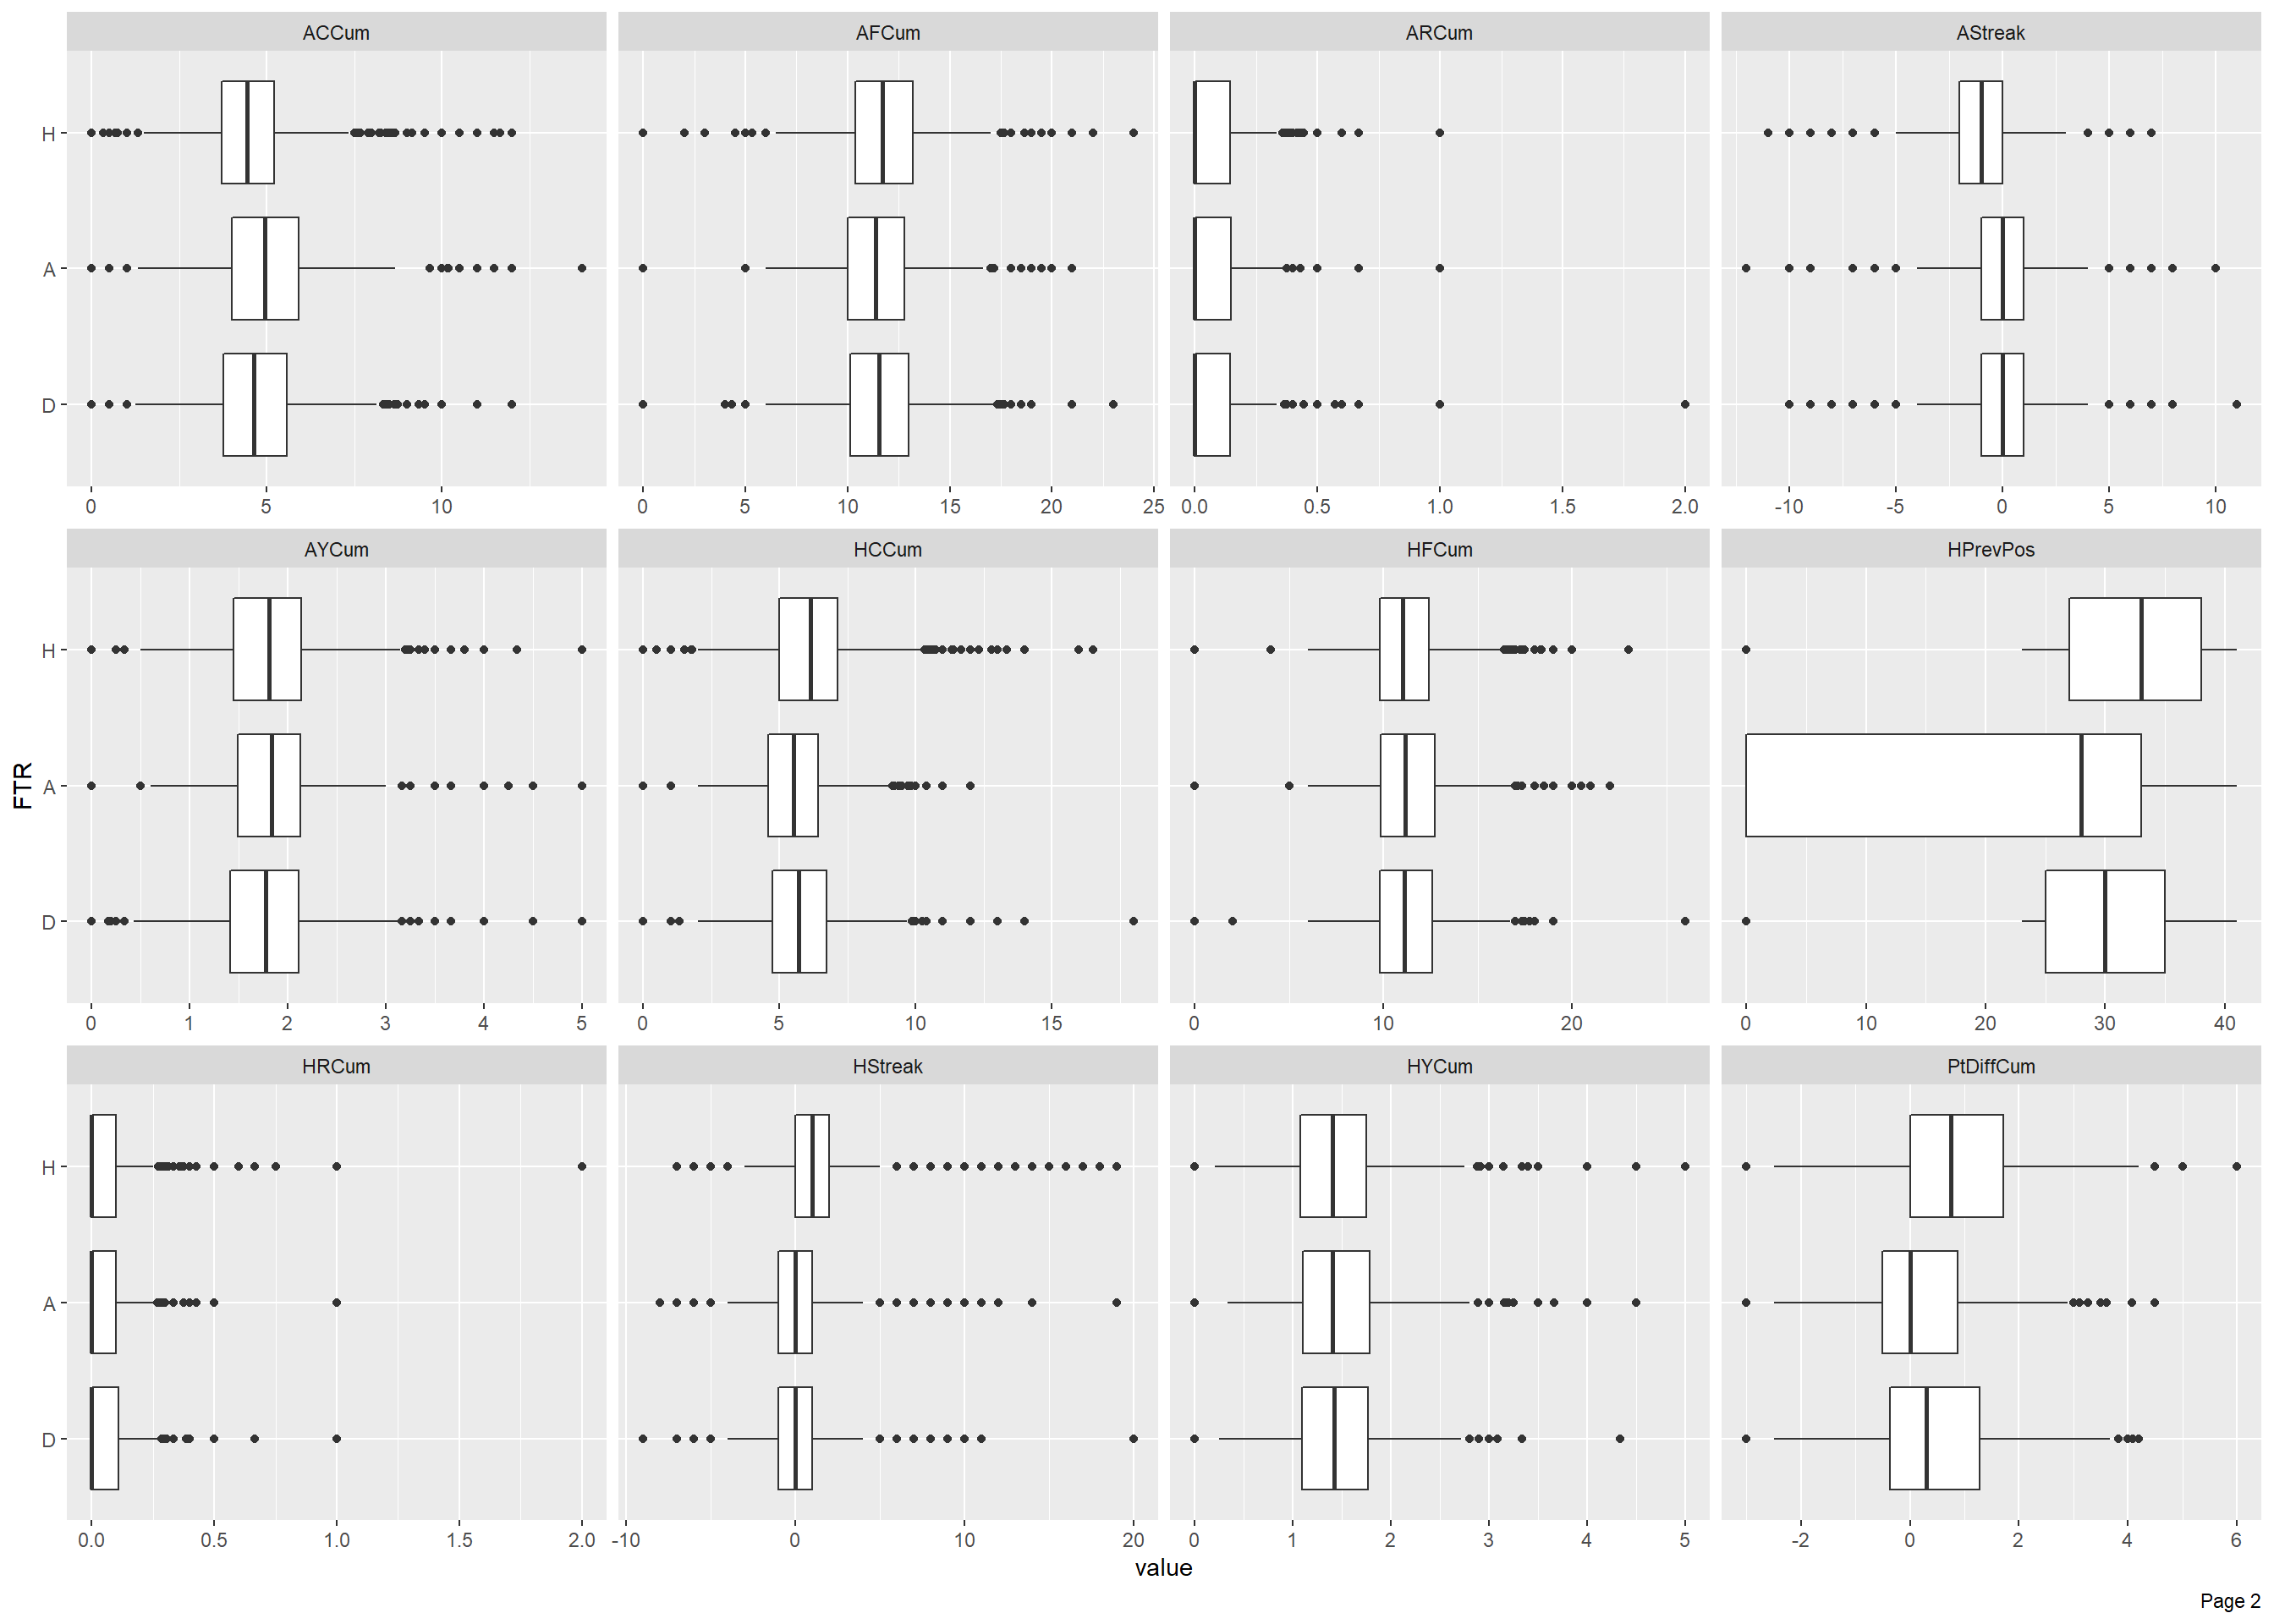 ACCum AFCum ARCum AStreak
H
A
D
0 5 10 0 5 10 15 20 25 0.0 0.5 1.0 1.5 2.0 -10 -5 0 5 10
AYCum HCCum HFCum HPrevPos
H
A
D
0 1 2 3 4 5 0 5 10 15 0 10 20 0 10 20 30 40
FTR
HRCum HStreak HYCum PtDiffCum
H
A
D
0.0 0.5 1.0 1.5 2.0 -10 0 10 20 0 1 2 3 4 5 -2 0 2 4 6
value
Page 2